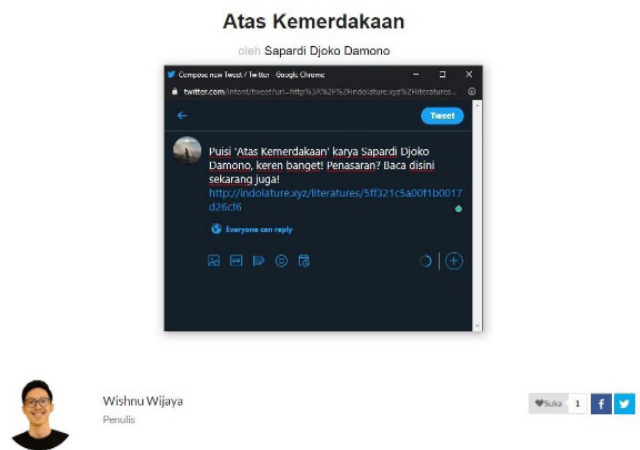 Atas Kemerdakaan
oleh Sapardi Djoko Damono
Compose new Tweet / Twitter - Google Chrome
twitter.com/intent/tweet?url=http%3A%2F%2Findolature.xyz%2Fliteratures...
Tweet
Puisi 'Atas Kemerdakaan' karya Sapardi Djoko
Damono, keren banget! Penasaran? Baca disini
sekarang juga!
http://indolature.xyz/literatures/5ff321c5a00f1b0017
d26cf6
Everyone can reply
GIF
Wishnu Wijaya
Penulis
Suka 1